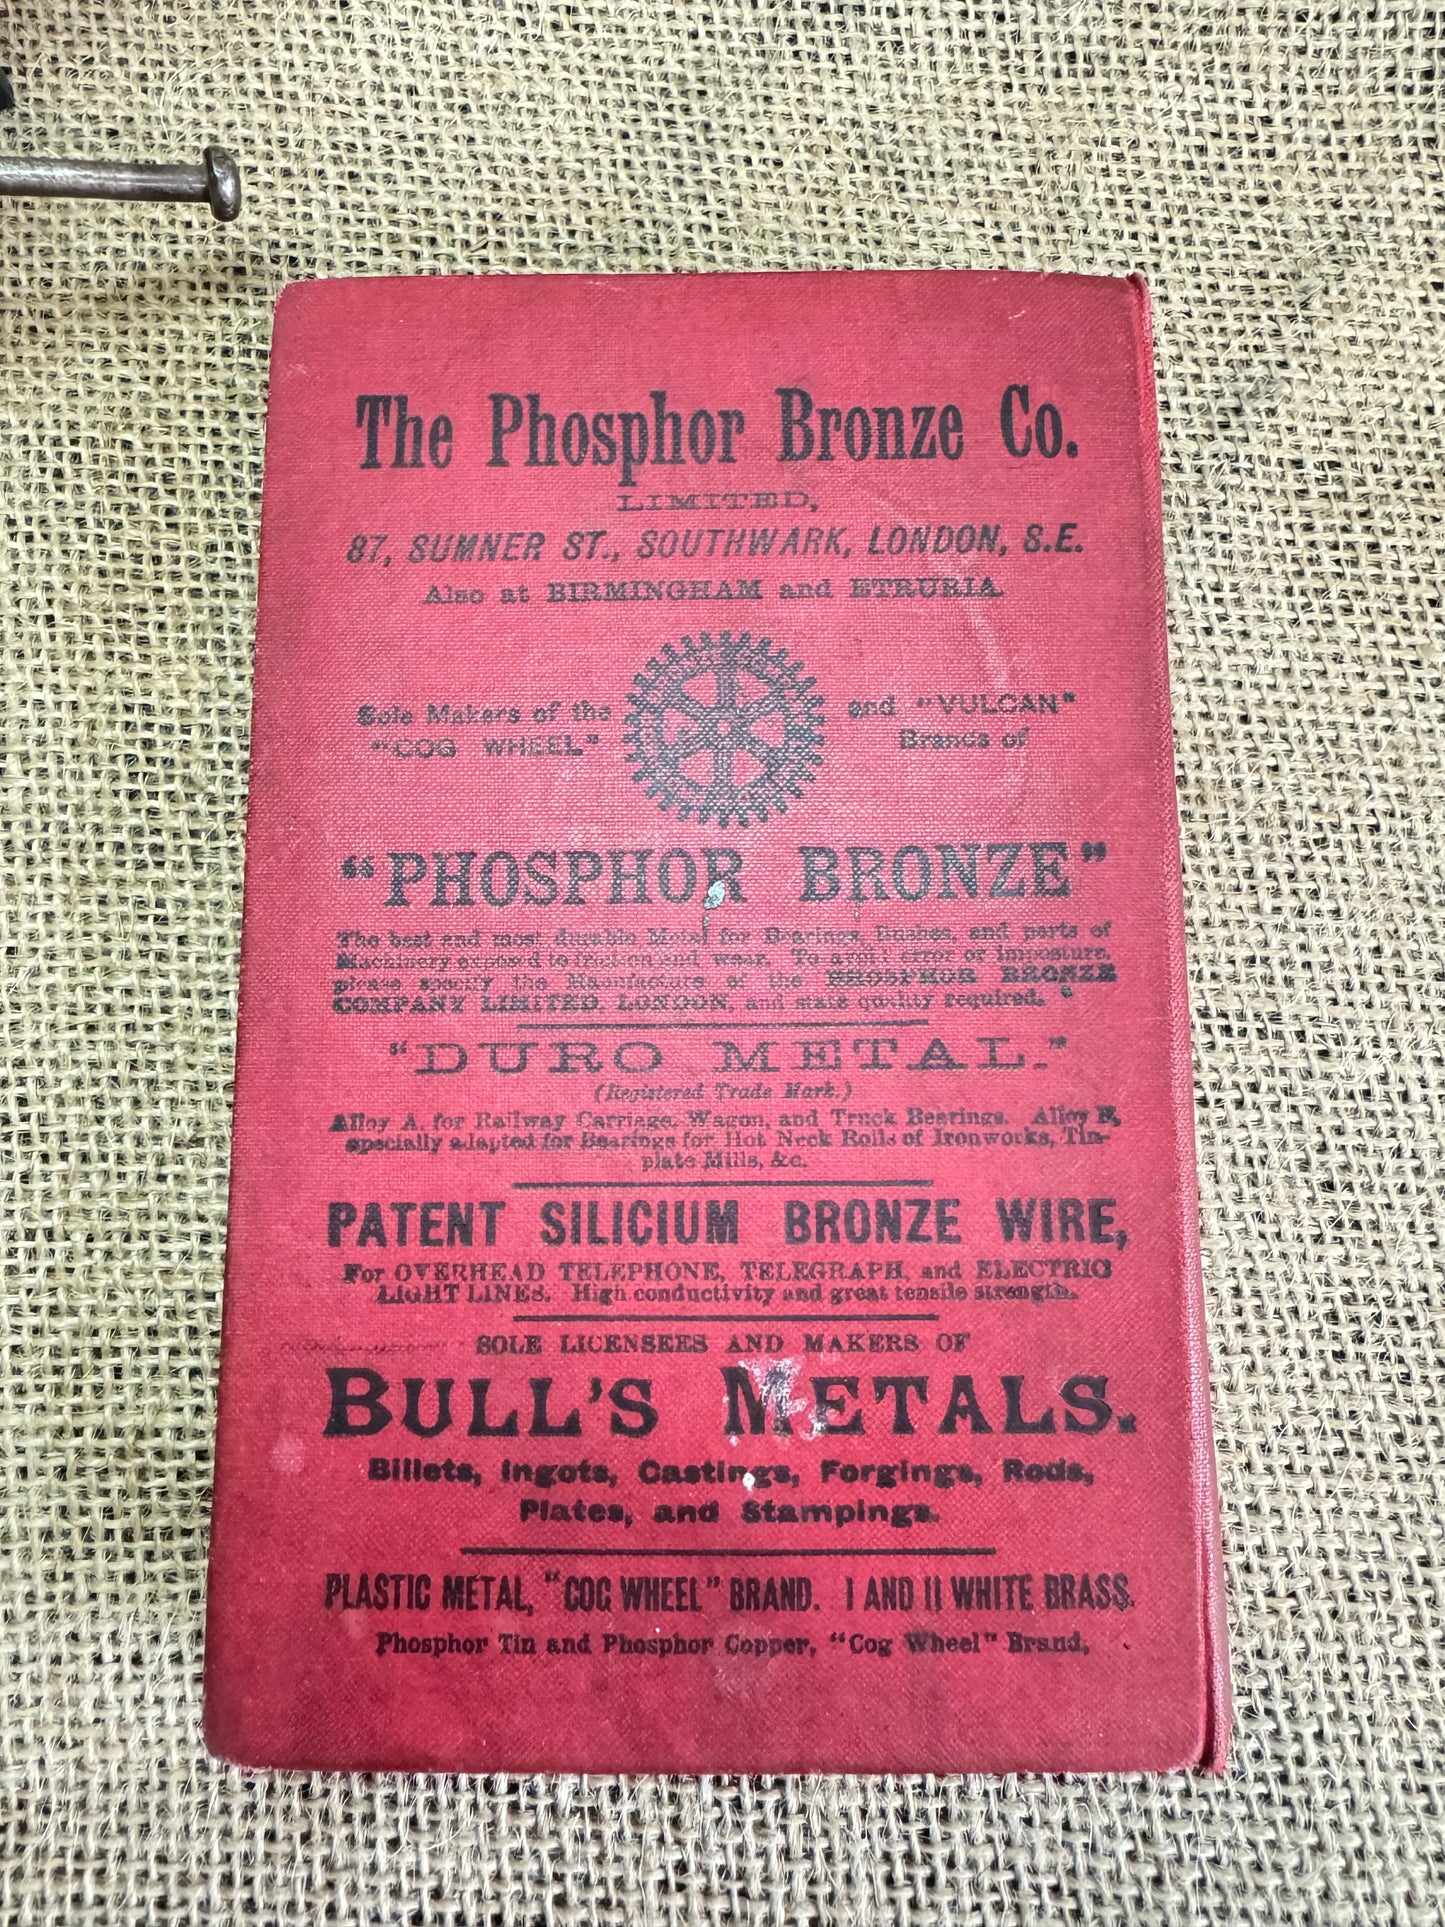 The Phosphor Bronze Co.
LIMITED,
87, SUMNER ST., SOUTHWARK, LONDON, S.E.
Also at BIRMINGHAM and ETRURIA.
Sole Makers of the and "VULCAN"
"COG WHEEL" Brands of
"PHOSPHOR BRONZE"
The best and most durable Metal for Bearings, Bushes, and parts of
Machinery exposed to friction and wear. To avoid error or imposture,
please specify the Manufacture of the PHOSPHOR BRONZE
COMPANY LIMITED, LONDON, and state quality required.
"DURO METAL."
(Registered Trade Mark.)
Alloy A, for Railway Carriage, Wagon, and Truck Bearings. Alloy B,
specially adapted for Bearings for Hot Neck Rolls of Ironworks, Tin-
plate Mills, &c.
PATENT SILICIUM BRONZE WIRE,
For OVERHEAD TELEPHONE, TELEGRAPH, and ELECTRIC
LIGHT LINES. High conductivity and great tensile strength.
SOLE LICENSEES AND MAKERS OF
BULL'S METALS.
Billets, Ingots, Castings, Forgings, Rods,
Plates, and Stampings.
PLASTIC METAL, "COG WHEEL" BRAND. I AND II WHITE BRASS.
Phosphor Tin and Phosphor Copper, "Cog Wheel" Brand,